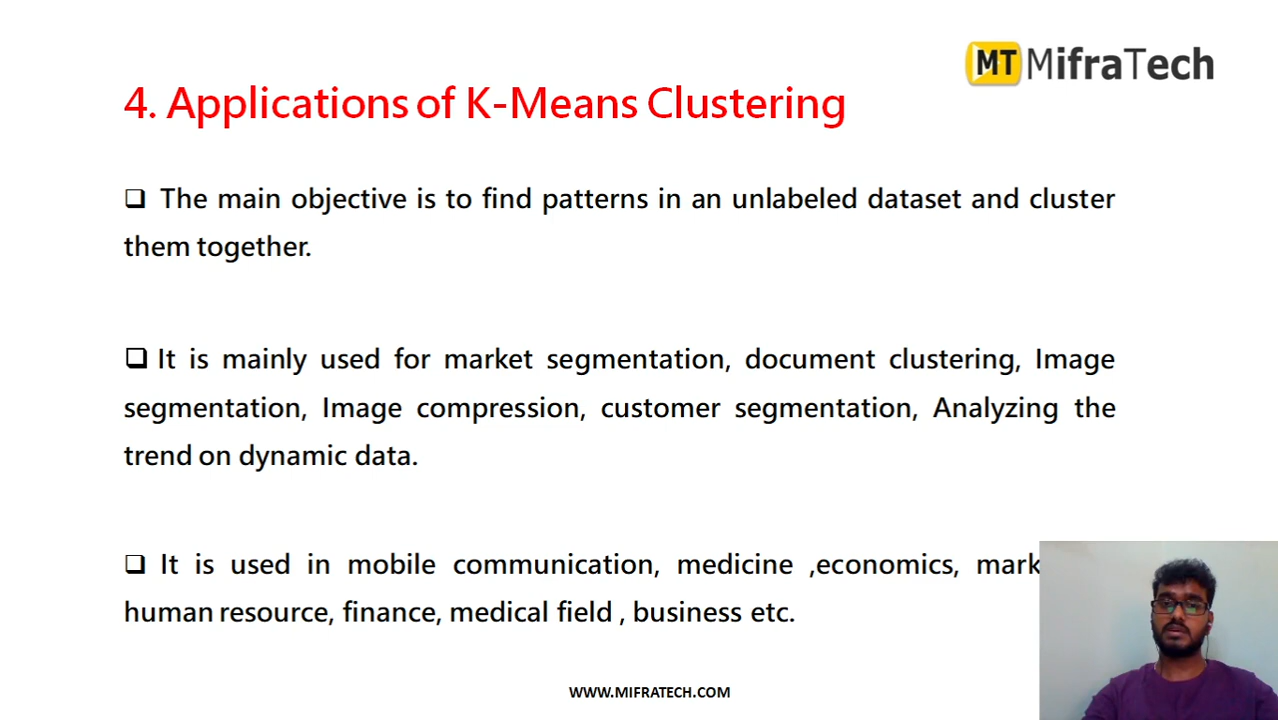 MT MifraTech
4. Applications of K-Means Clustering
❑ The main objective is to find patterns in an unlabeled dataset and cluster
them together.
❑ It is mainly used for market segmentation, document clustering, Image
segmentation, Image compression, customer segmentation, Analyzing the
trend on dynamic data.
❑ It is used in mobile communication, medicine ,economics,
human resource, finance, medical field , business etc.
WWW.MIFRATECH.COM